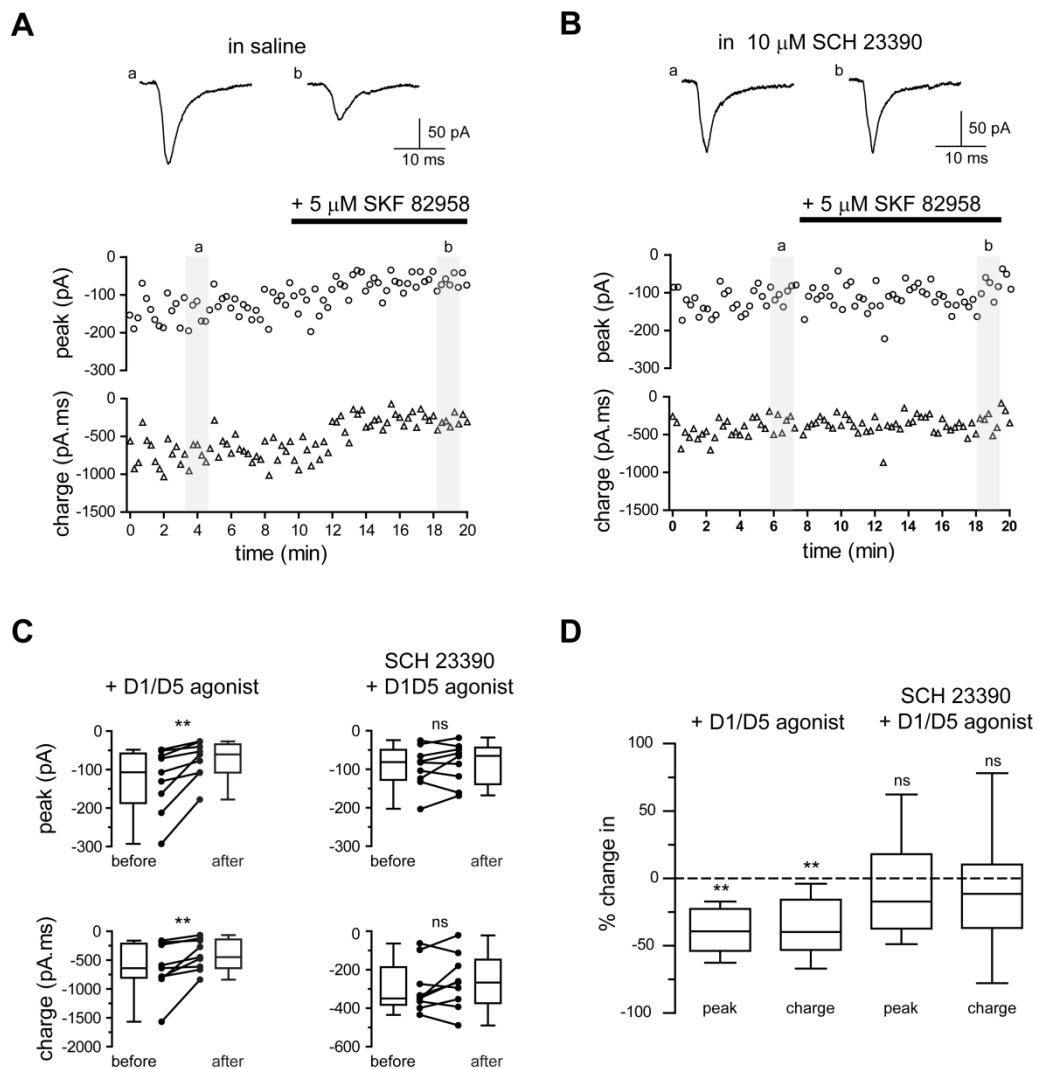 A
in saline
a
b
50 pA
10 ms
+ 5 μM SKF 82958
a
b
peak (pA)
0
-100
-200
-300
charge (pA.ms)
0
-500
-1000
-1500
0 2 4 6 8 10 12 14 16 18 20
time (min)
B
in 10 μM SCH 23390
a
b
50 pA
10 ms
+ 5 μM SKF 82958
a
b
peak (pA)
0
-100
-200
-300
charge (pA.ms)
0
-500
-1000
-1500
0 2 4 6 8 10 12 14 16 18 20
time (min)
C
+ D1/D5 agonist
**
peak (pA)
0
-100
-200
-300
before
after
SCH 23390
+ D1D5 agonist
ns
0
-100
-200
-300
before
after
**
charge (pA.ms)
0
-500
-1000
-1500
-2000
before
after
ns
0
-200
-400
-600
before
after
D
+ D1/D5 agonist
SCH 23390
+ D1/D5 agonist
% change in
100
50
0
-50
-100
**
**
ns
ns
peak
charge
peak
charge